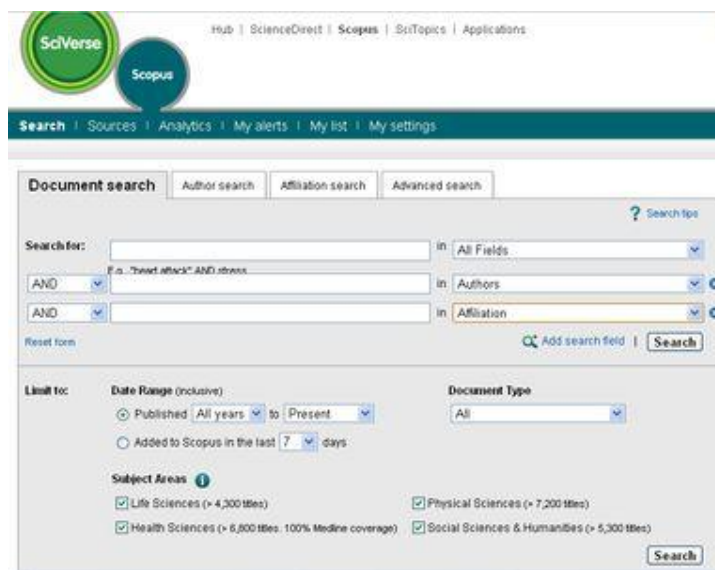 SciVerse
Hub | ScienceDirect | Scopus | SciTopics | Applications
Scopus
Search | Sources | Analytics | My alerts | My list | My settings
Document search Author search Affiliation search Advanced search
? Search tips
Search for: in All Fields
E.g., "heart attack" AND stress
AND in Authors
AND in Affiliation
Reset form Add search field | Search
Limit to: Date Range (inclusive) Document Type
Published All years to Present All
Added to Scopus in the last 7 days
Subject Areas i
Life Sciences (> 4,300 titles) Physical Sciences (> 7,200 titles)
Health Sciences (> 6,800 titles. 100% Medline coverage) Social Sciences & Humanities (> 5,300 titles)
Search